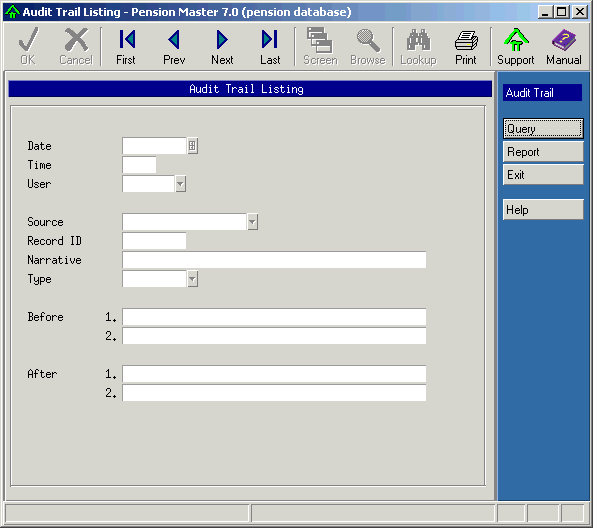 Audit Trail Listing - Pension Master 7.0 (pension database)
OK Cancel First Prev Next Last Screen Browse Lookup Print Support Manual
Audit Trail Listing
Audit Trail
Query
Report
Exit
Help
Date
Time
User
Source
Record ID
Narrative
Type
Before 1.
2.
After 1.
2.